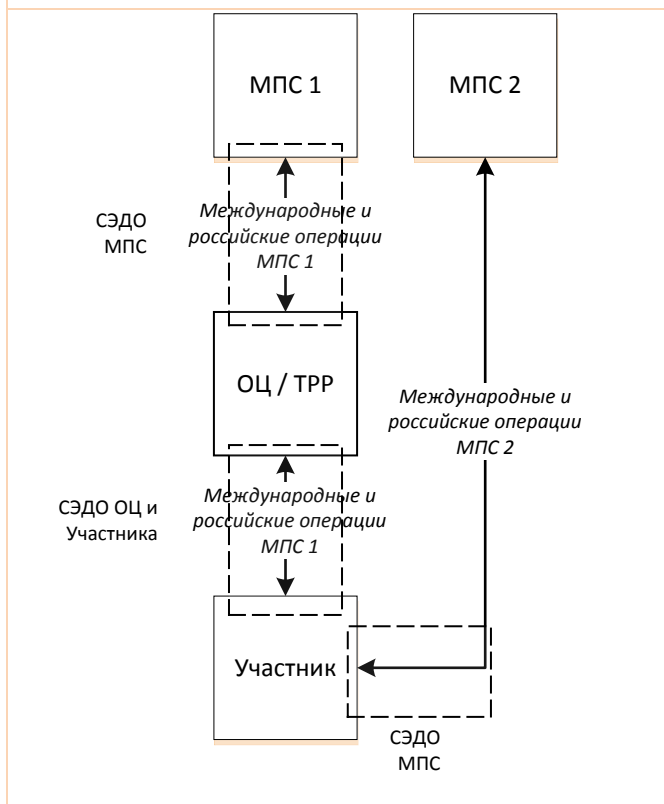 МПС 1
МПС 2
СЭДО
МПС
Международные и
российские операции
МПС 1
ОЦ / ТРР
Международные и
российские операции
МПС 2
СЭДО ОЦ и
Участника
Международные и
российские операции
МПС 1
Участник
СЭДО
МПС